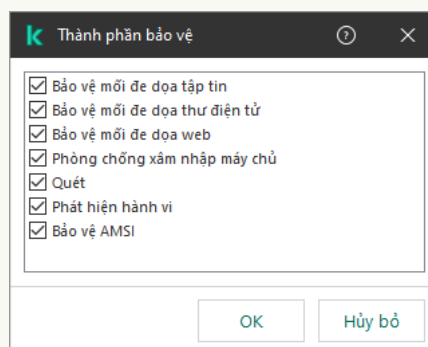 Thành phần bảo vệ
Bảo vệ mối đe dọa tập tin
Bảo vệ mối đe dọa thư điện tử
Bảo vệ mối đe dọa web
Phòng chống xâm nhập máy chủ
Quét
Phát hiện hành vi
Bảo vệ AMSI
OK Hủy bỏ